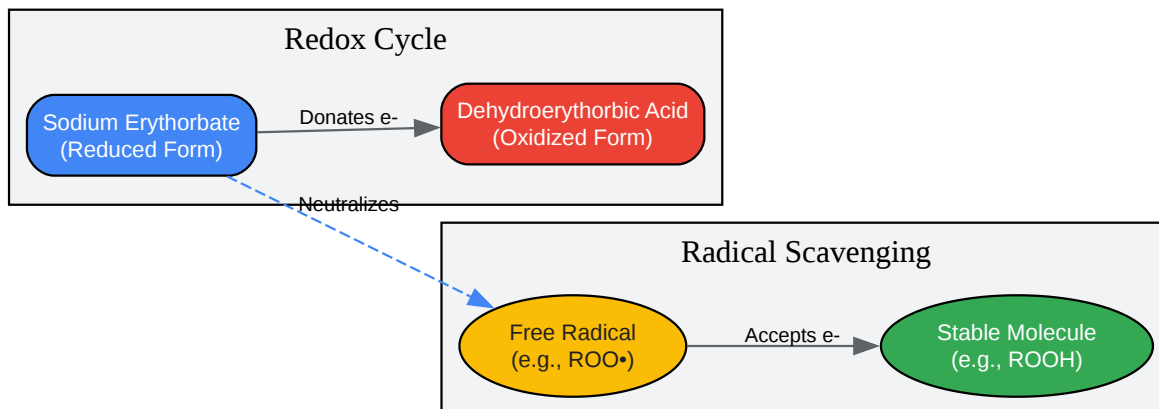 Redox Cycle
Sodium Erythorbate
(Reduced Form)
Donates e-
Dehydroerythorbic Acid
(Oxidized Form)
Neutralizes
Radical Scavenging
Free Radical
(e.g., ROO•)
Accepts e-
Stable Molecule
(e.g., ROOH)